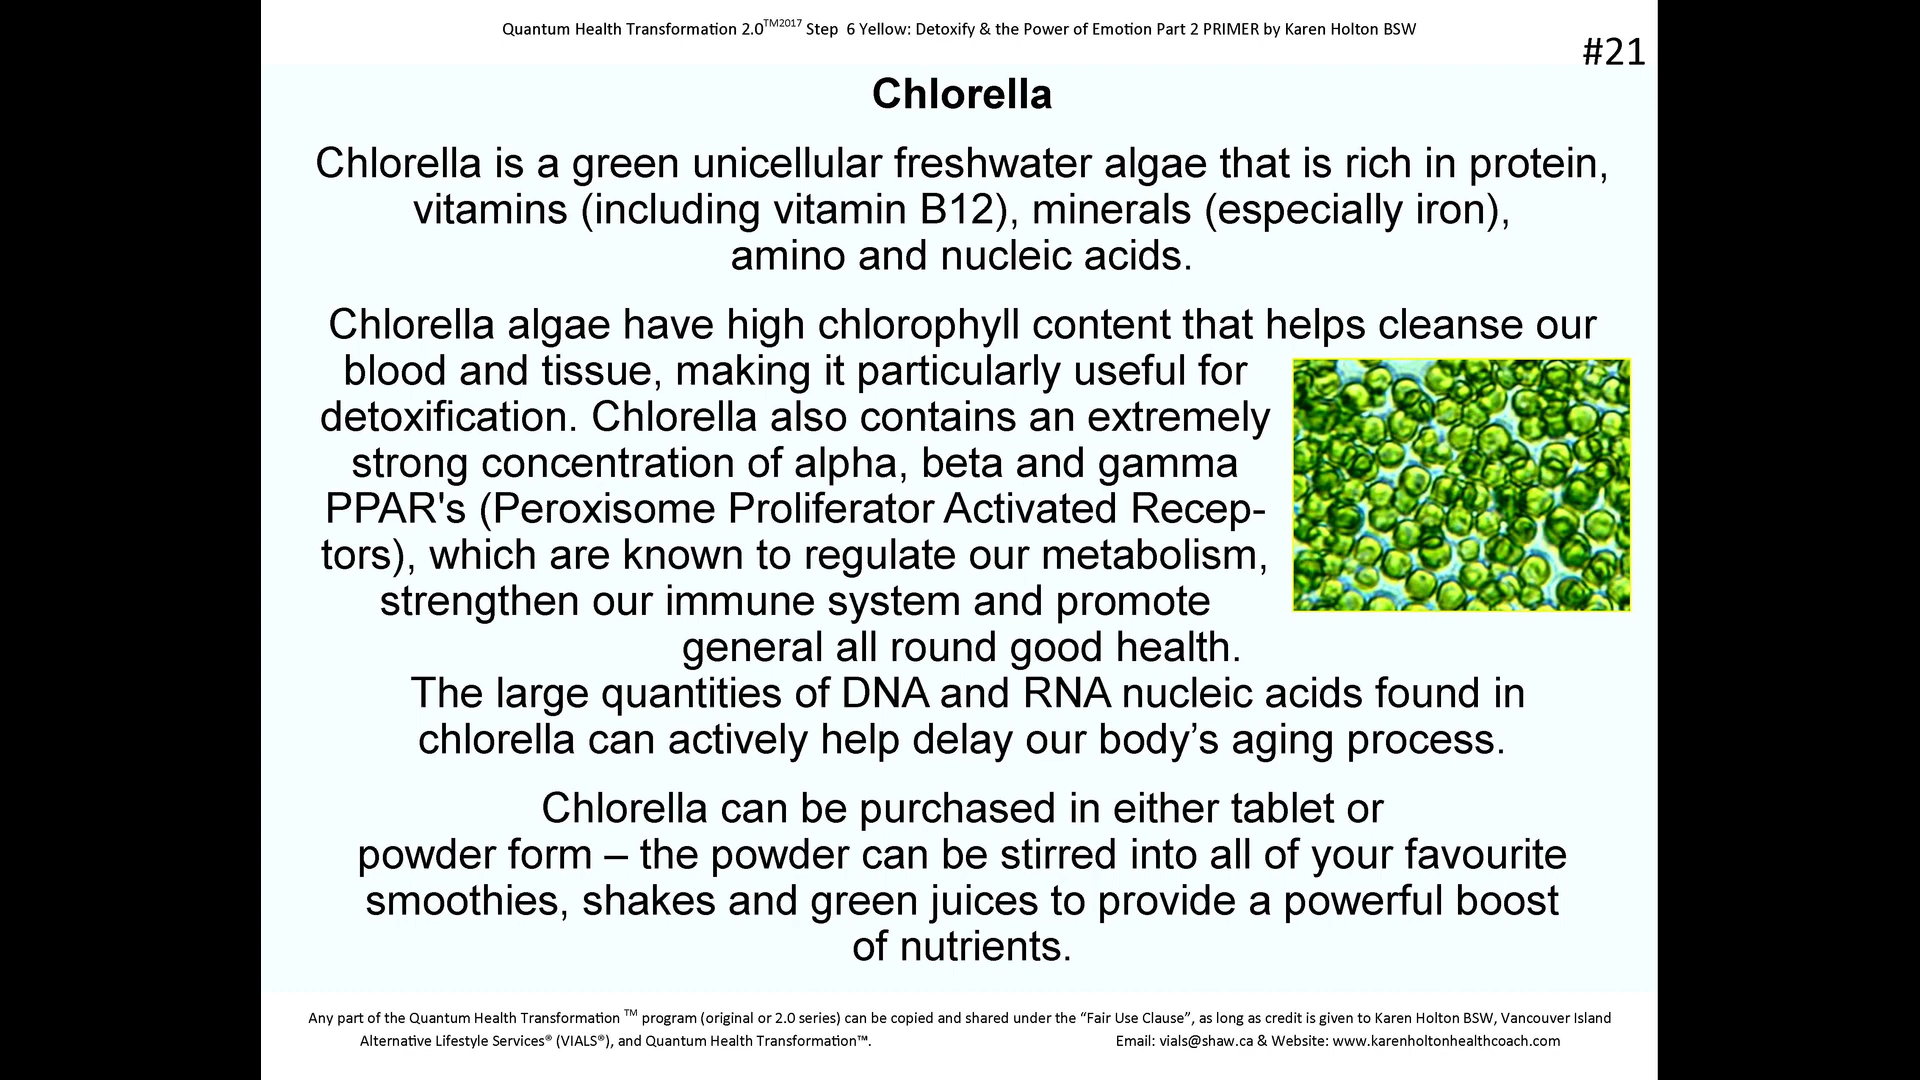 Quantum Health Transformation 2.0TM2017 Step 6 Yellow: Detoxify & the Power of Emotion Part 2 PRIMER by Karen Holton BSW
#21
Chlorella
Chlorella is a green unicellular freshwater algae that is rich in protein,
vitamins (including vitamin B12), minerals (especially iron),
amino and nucleic acids.
Chlorella algae have high chlorophyll content that helps cleanse our
blood and tissue, making it particularly useful for
detoxification. Chlorella also contains an extremely
strong concentration of alpha, beta and gamma
PPAR's (Peroxisome Proliferator Activated Recep-
tors), which are known to regulate our metabolism,
strengthen our immune system and promote
general all round good health.
The large quantities of DNA and RNA nucleic acids found in
chlorella can actively help delay our body’s aging process.
Chlorella can be purchased in either tablet or
powder form – the powder can be stirred into all of your favourite
smoothies, shakes and green juices to provide a powerful boost
of nutrients.
Any part of the Quantum Health Transformation TM program (original or 2.0 series) can be copied and shared under the “Fair Use Clause”, as long as credit is given to Karen Holton BSW, Vancouver Island
Alternative Lifestyle Services® (VIALS®), and Quantum Health Transformation™. Email: vials@shaw.ca & Website: www.karenholtonhealthcoach.com